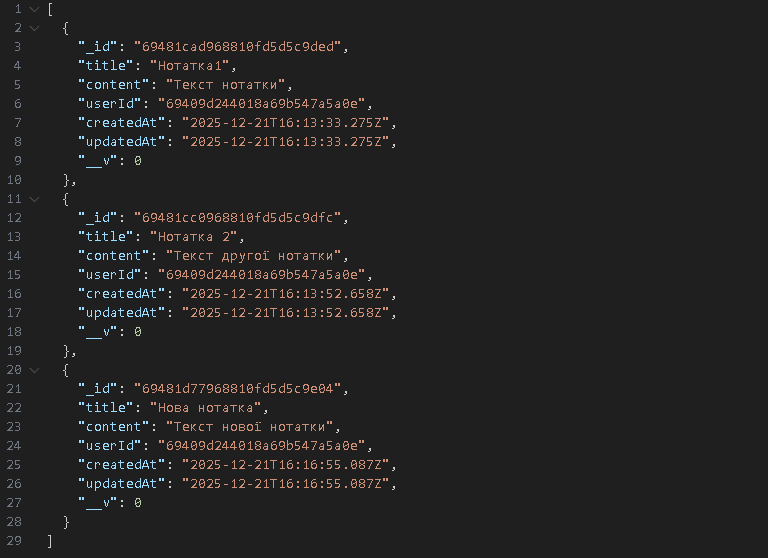 1 [
2   {
3     "_id": "69481cad968810fd5d5c9ded",
4     "title": "Нотатка1",
5     "content": "Текст нотатки",
6     "userId": "69409d244018a69b547a5a0e",
7     "createdAt": "2025-12-21T16:13:33.275Z",
8     "updatedAt": "2025-12-21T16:13:33.275Z",
9     "__v": 0
10   },
11   {
12     "_id": "69481cc0968810fd5d5c9dfc",
13     "title": "Нотатка 2",
14     "content": "Текст другої нотатки",
15     "userId": "69409d244018a69b547a5a0e",
16     "createdAt": "2025-12-21T16:13:52.658Z",
17     "updatedAt": "2025-12-21T16:13:52.658Z",
18     "__v": 0
19   },
20   {
21     "_id": "69481d77968810fd5d5c9e04",
22     "title": "Нова нотатка",
23     "content": "Текст нової нотатки",
24     "userId": "69409d244018a69b547a5a0e",
25     "createdAt": "2025-12-21T16:16:55.087Z",
26     "updatedAt": "2025-12-21T16:16:55.087Z",
27     "__v": 0
28   }
29 ]